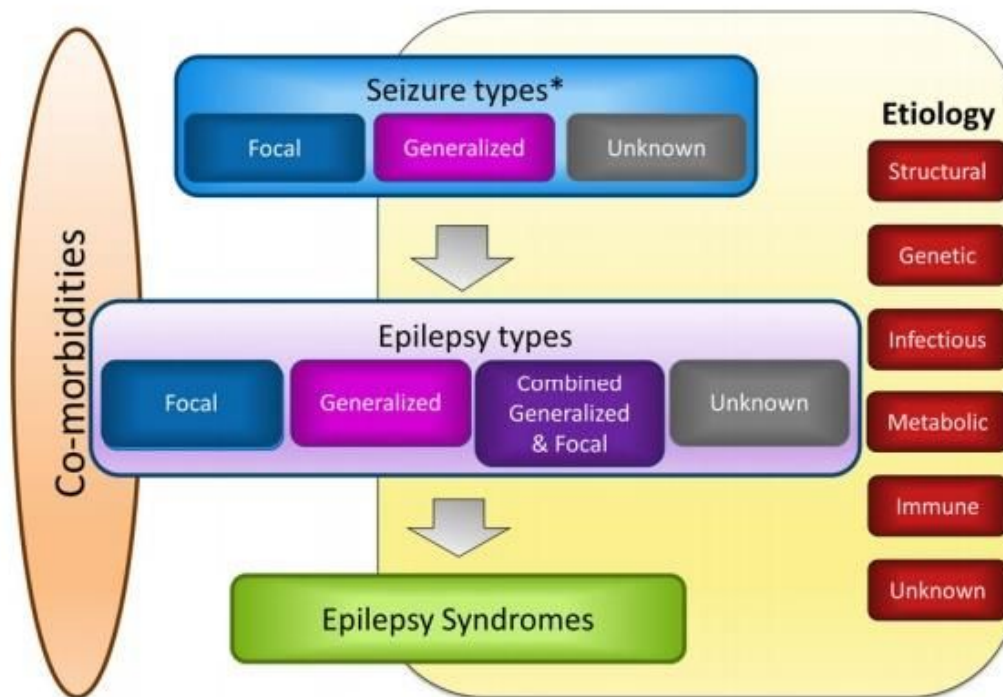 Co-morbidities
Seizure types*
Focal
Generalized
Unknown
Epilepsy types
Focal
Generalized
Combined
Generalized
& Focal
Unknown
Epilepsy Syndromes
Etiology
Structural
Genetic
Infectious
Metabolic
Immune
Unknown